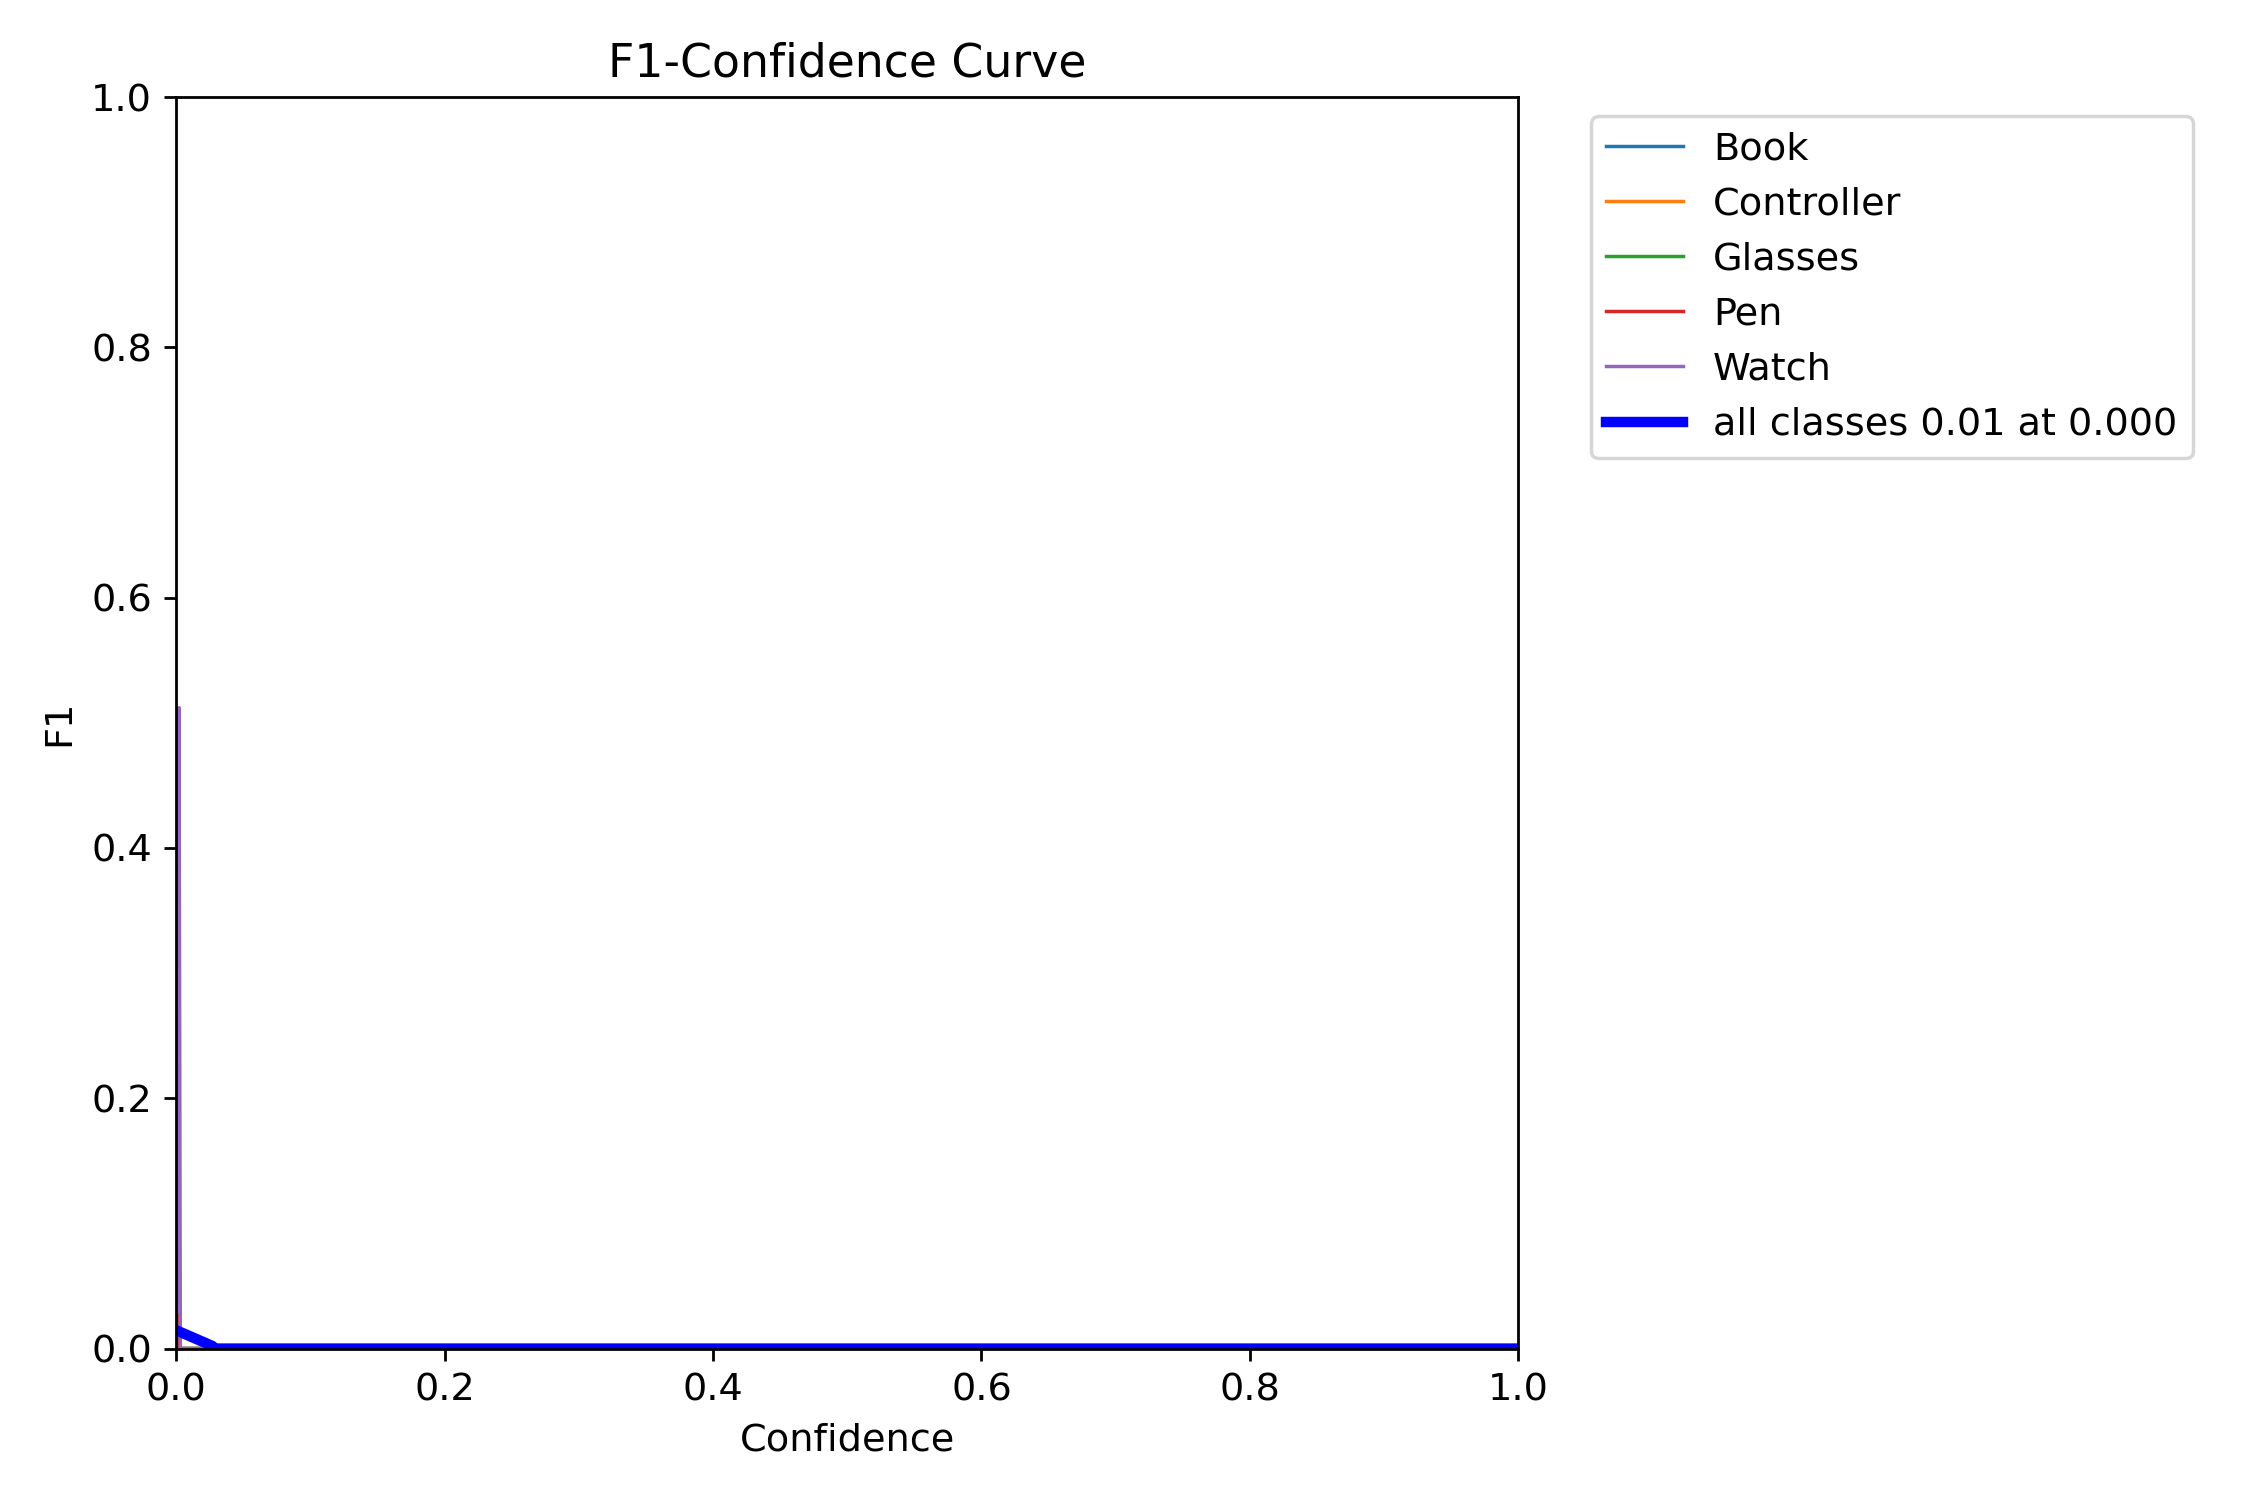 F1-Confidence Curve
1.0
0.8
0.6
0.4
0.2
0.0
F1
0.0 0.2 0.4 0.6 0.8 1.0
Confidence
Book
Controller
Glasses
Pen
Watch
all classes 0.01 at 0.000